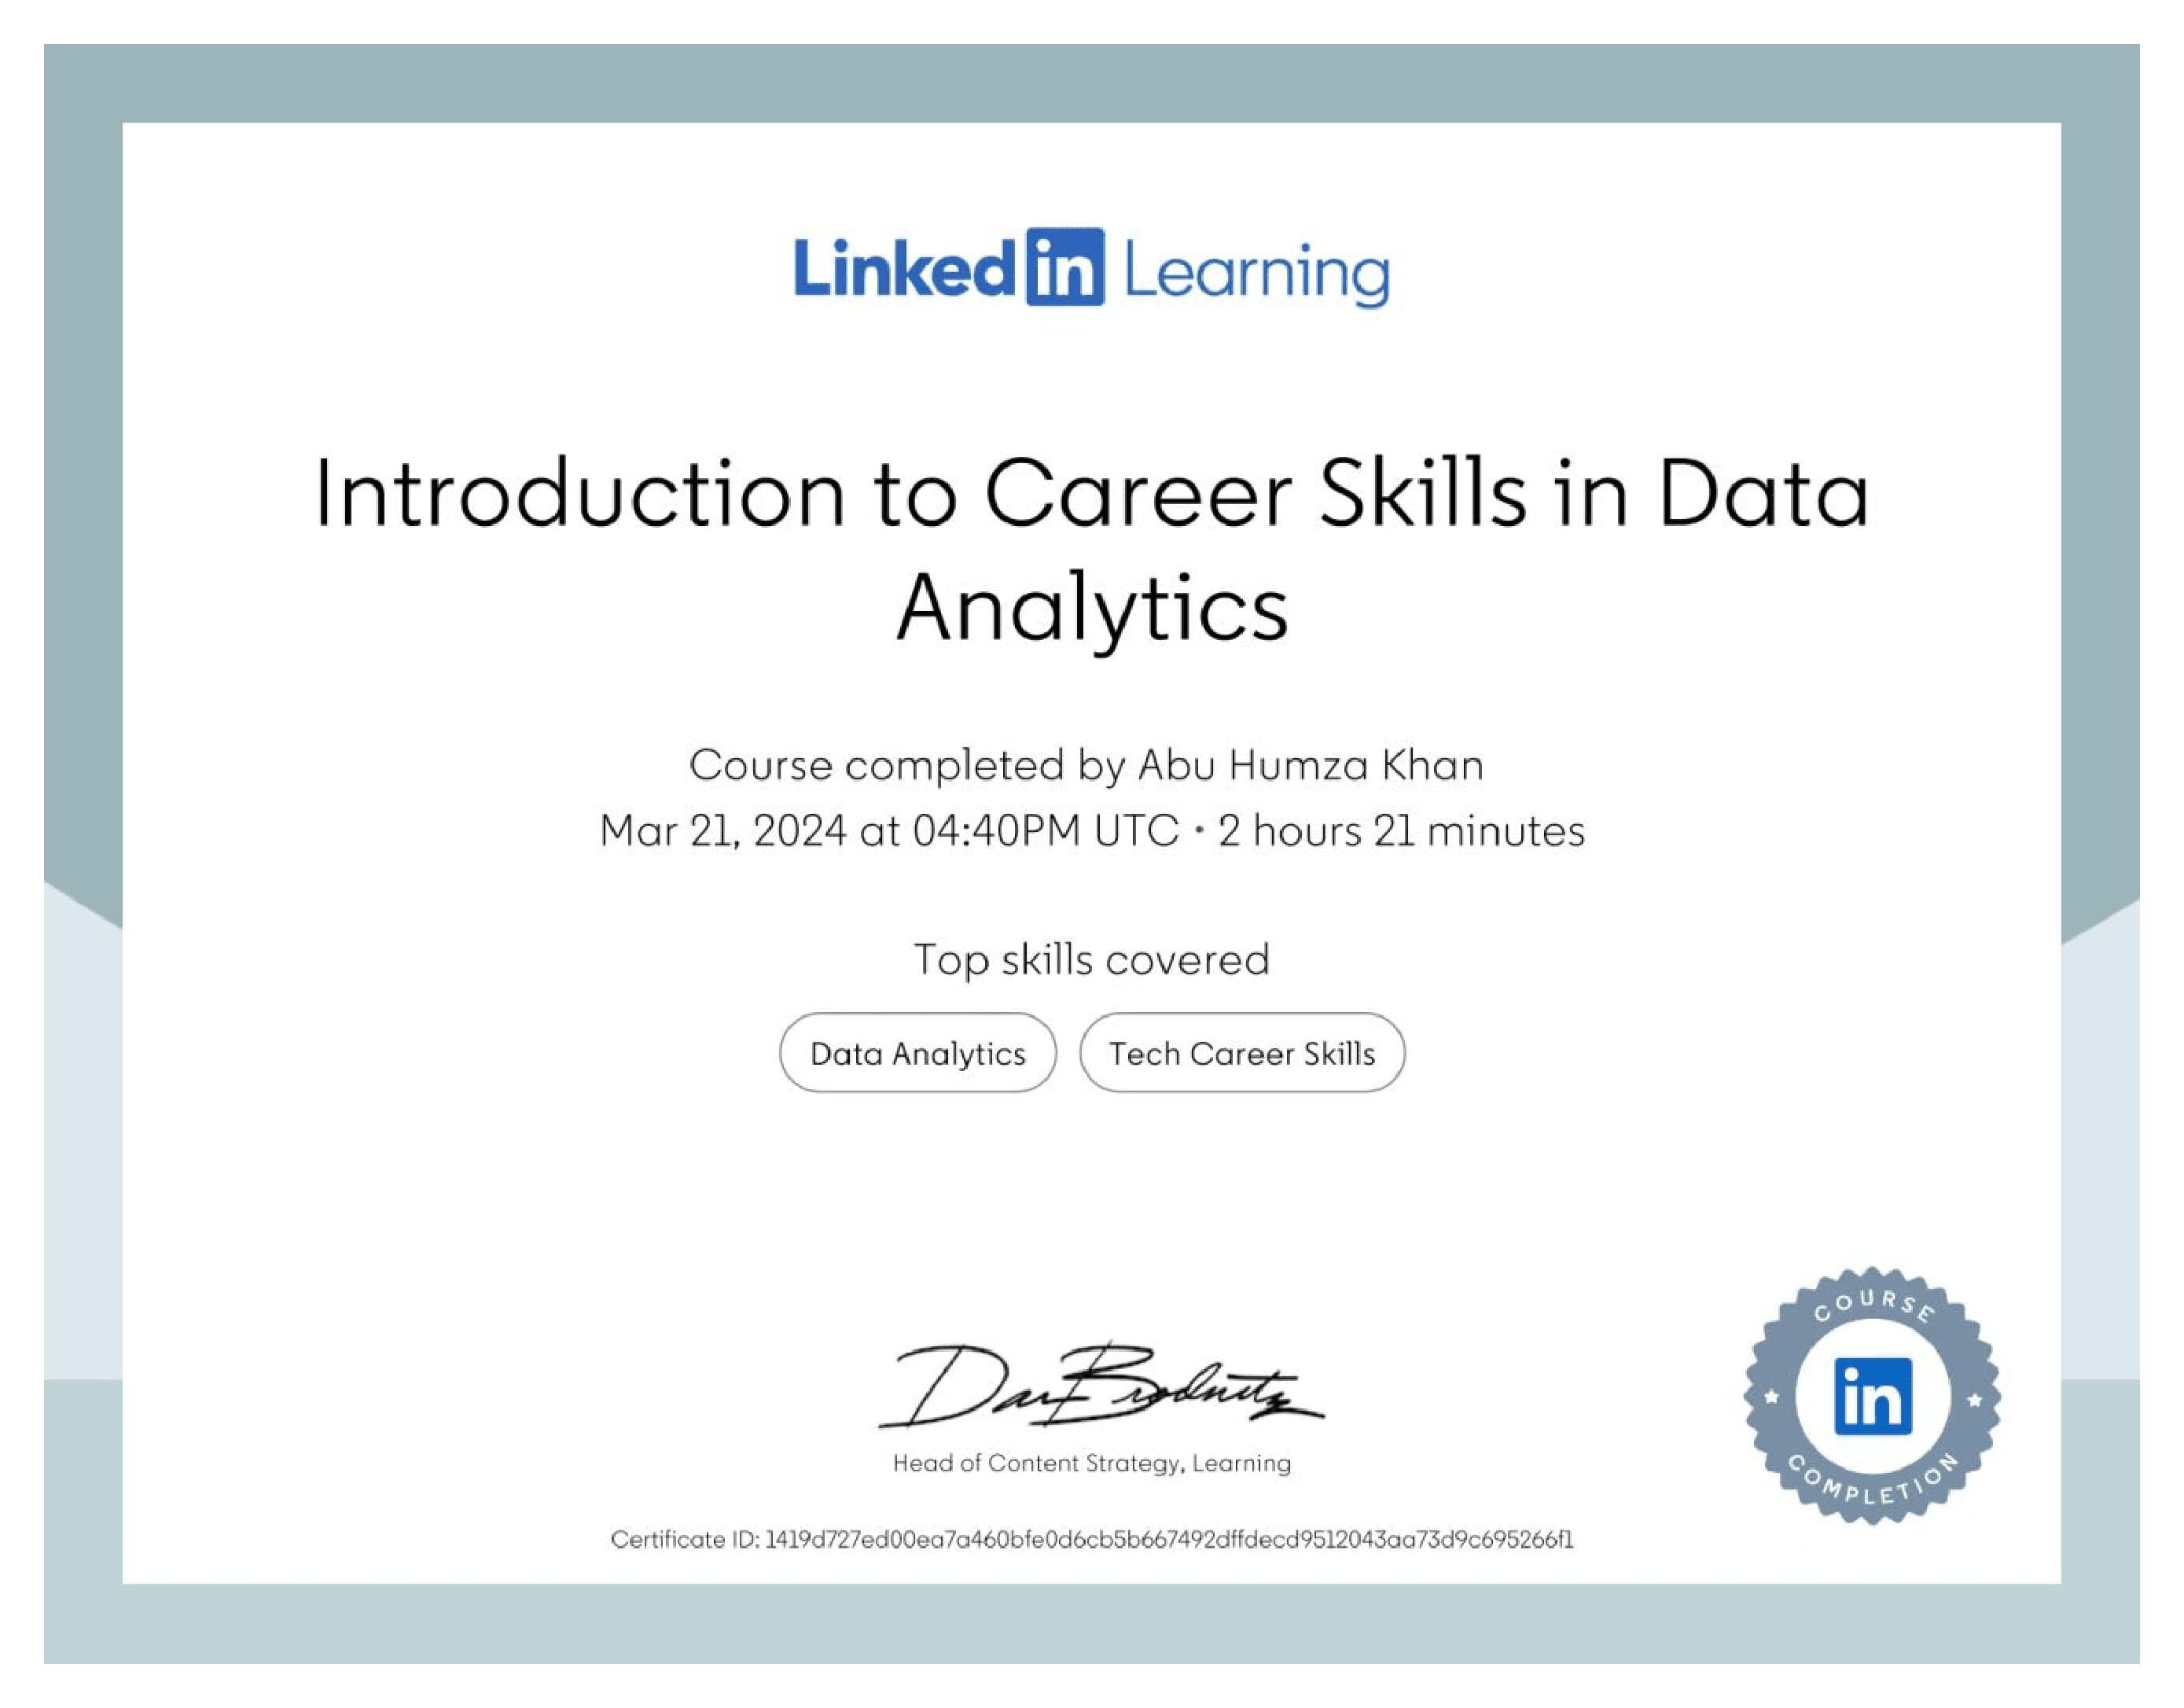 Linked in Learning
Introduction to Career Skills in Data
Analytics
Course completed by Abu Humza Khan
Mar 21, 2024 at 04:40PM UTC • 2 hours 21 minutes
Top skills covered
Data Analytics
Tech Career Skills
Dan Brodnitz
Head of Content Strategy, Learning
Certificate ID: 1419d727ed00ea7a460bfe0d6cb5b667492dffdecd9512043aa73d9c695266f1
COURSE
in
COMPLETION